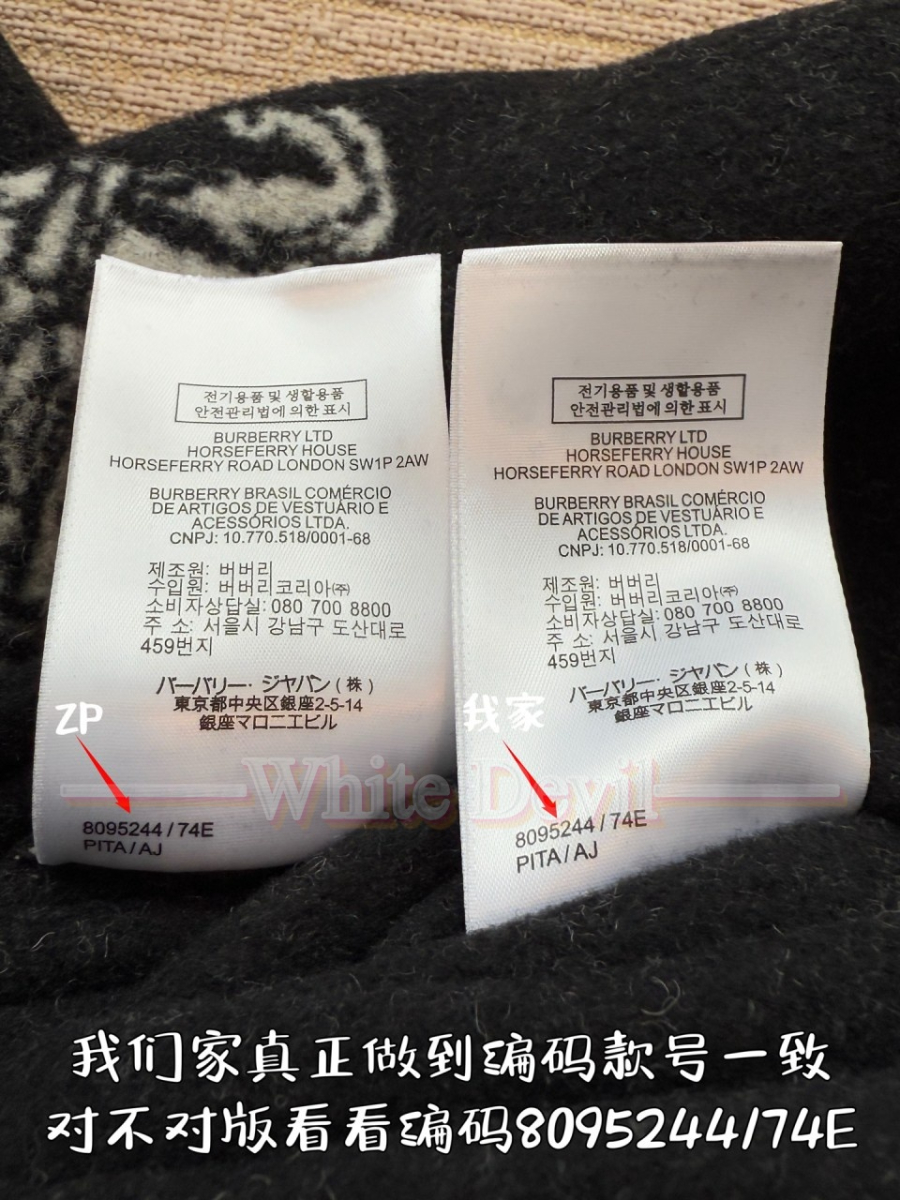 전기용품 및 생할용품
안전관리법에 의한 표시
BURBERRY LTD
HORSEFERRY HOUSE
HORSEFERRY ROAD LONDON SW1P 2AW
BURBERRY BRASIL COMÉRCIO
DE ARTIGOS DE VESTUÁRIO E
ACESSÓRIOS LTDA.
CNPJ: 10.770.518/0001-68
제조원: 버버리
수입원: 버버리코리아㈜
소비자상답실: 080 700 8800
주 소: 서울시 강남구 도산대로
459번지
バーバリー・ジャパン(株)
東京都中央区銀座2-5-14
銀座マロニエビル
ZP
8095244 / 74E
PITA / AJ
전기용품 및 생할용품
안전관리법에 의한 표시
BURBERRY LTD
HORSEFERRY HOUSE
HORSEFERRY ROAD LONDON SW1P 2AW
BURBERRY BRASIL COMÉRCIO
DE ARTIGOS DE VESTUÁRIO E
ACESSÓRIOS LTDA.
CNPJ: 10.770.518/0001-68
제조원: 버버리
수입원: 버버리코리아㈜
소비자상답실: 080 700 8800
주 소: 서울시 강남구 도산대로
459번지
バーバリー・ジャパン(株)
東京都中央区銀座2-5-14
銀座マロニエビル
我家
8095244 / 74E
PITA / AJ
White Devil
我们家真正做到编码款号一致
对不对版看看编码8095244/74E